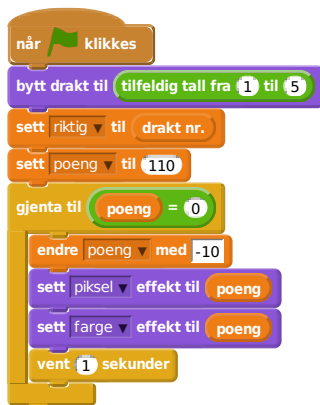 når klikkes
bytt drakt til tilfeldig tall fra 1 til 5
sett riktig til drakt nr.
sett poeng til 110
gjenta til poeng = 0
endre poeng med -10
sett piksel effekt til poeng
sett farge effekt til poeng
vent 1 sekunder